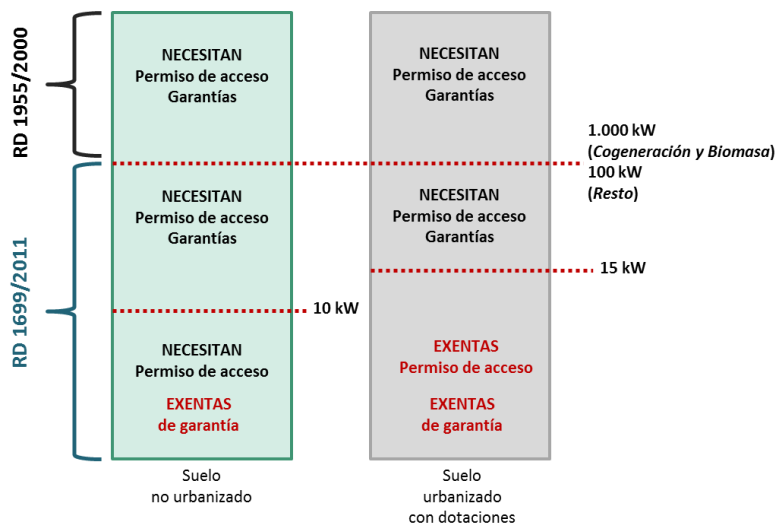 RD 1955/2000
NECESITAN
Permiso de acceso
Garantías
NECESITAN
Permiso de acceso
Garantías
1.000 kW
(Cogeneración y Biomasa)
100 kW
(Resto)
RD 1699/2011
NECESITAN
Permiso de acceso
Garantías
NECESITAN
Permiso de acceso
Garantías
15 kW
10 kW
NECESITAN
Permiso de acceso
EXENTAS
de garantía
EXENTAS
Permiso de acceso
EXENTAS
de garantía
Suelo
no urbanizado
Suelo
urbanizado
con dotaciones